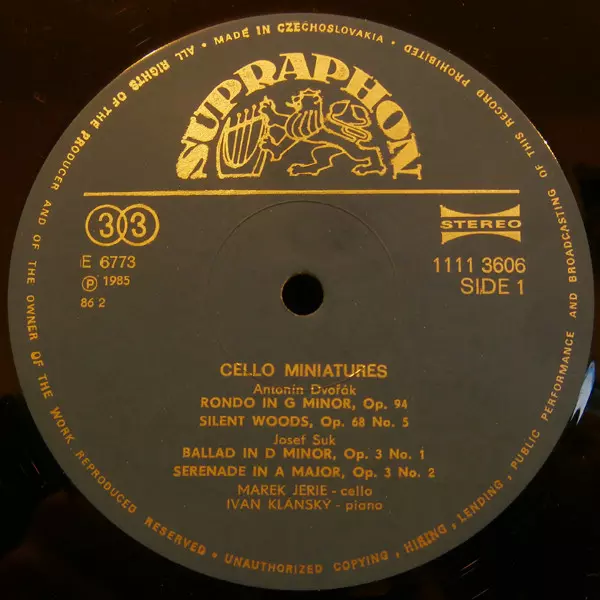 MADE IN CZECHOSLOVAKIA • ALL RIGHTS OF THE PRODUCER AND OF THE OWNER OF THE WORK REPRODUCED RESERVED • UNAUTHORIZED COPYING, HIRING, LENDING, PUBLIC PERFORMANCE AND BROADCASTING OF THIS RECORD PROHIBITED •
SUPRAPHON
33
STEREO
E 6773
1111 3606
Ⓟ 1985
SIDE 1
86 2
CELLO MINIATURES
Antonín Dvořák
RONDO IN G MINOR, Op. 94
SILENT WOODS, Op. 68 No. 5
Josef Suk
BALLAD IN D MINOR, Op. 3 No. 1
SERENADE IN A MAJOR, Op. 3 No. 2
MAREK JERIE - cello
IVAN KLÁNSKÝ - piano